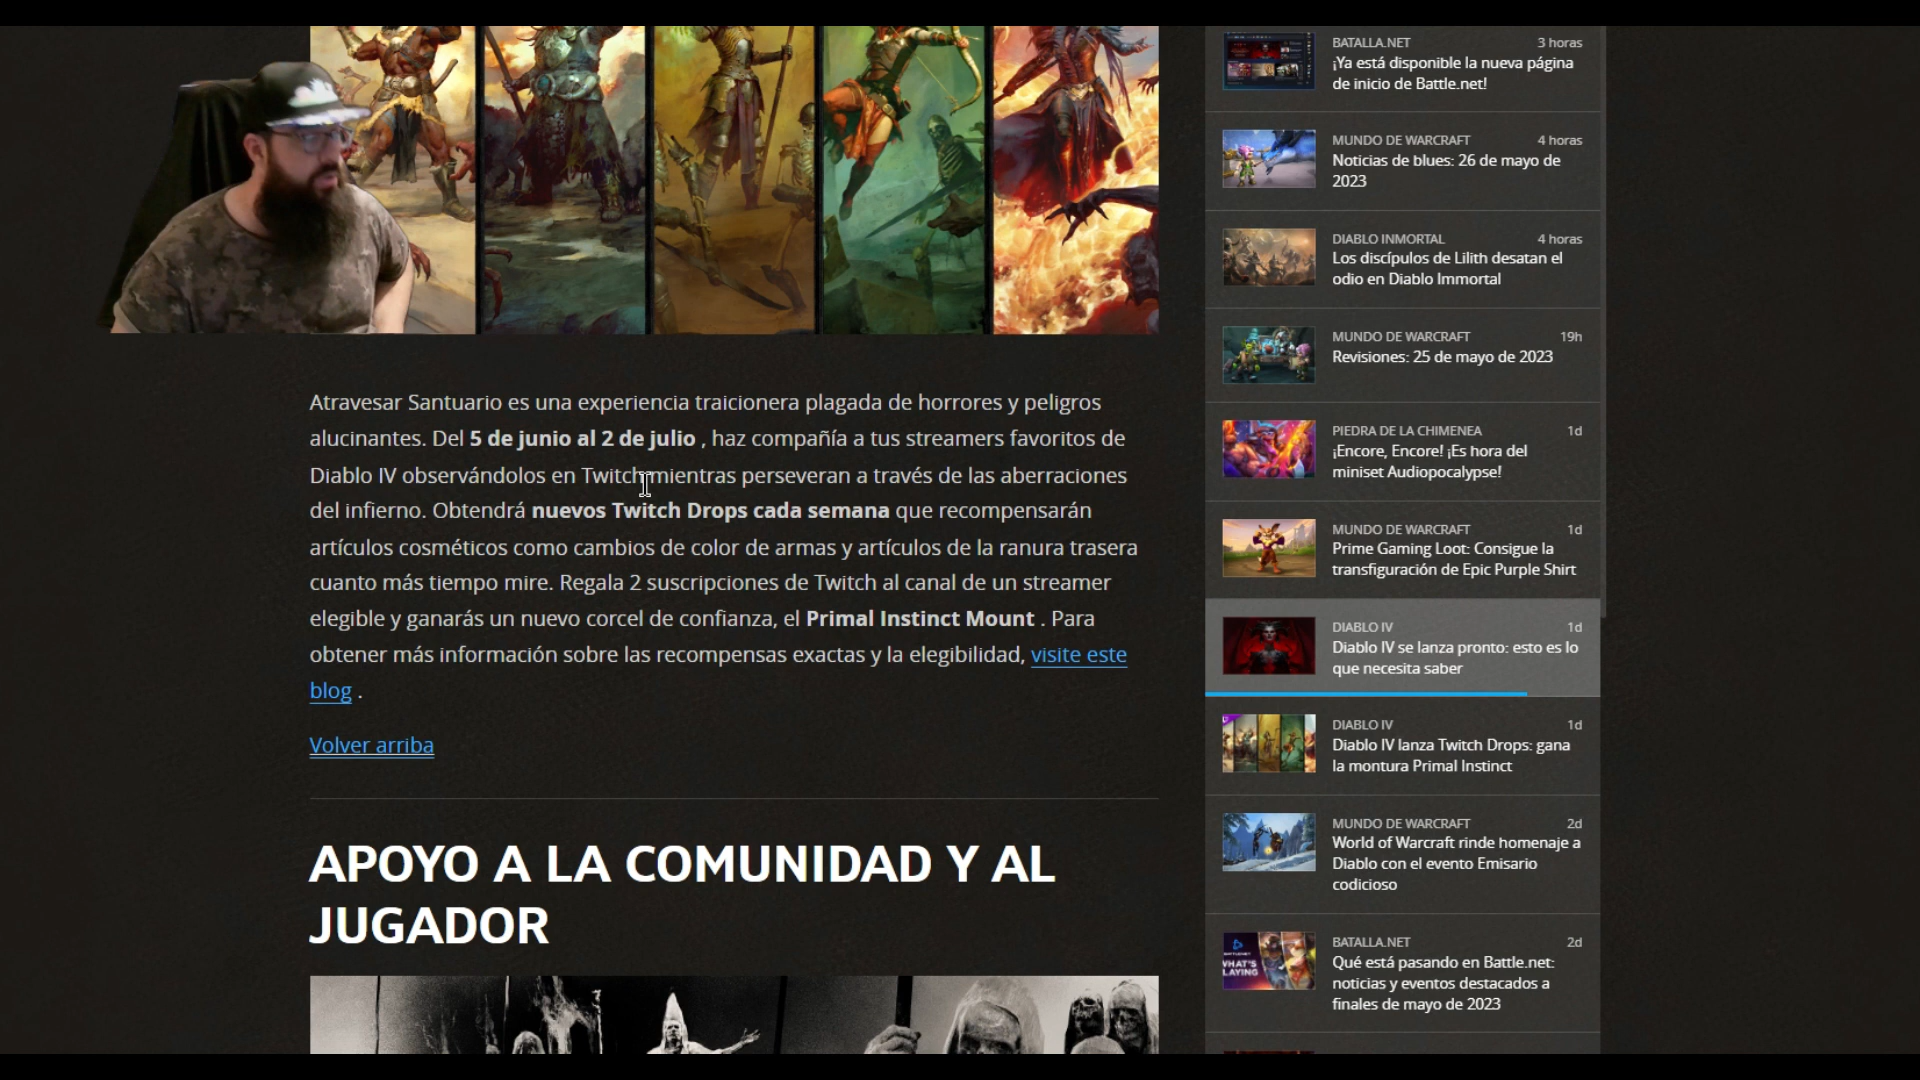 Atravesar Santuario es una experiencia traicionera plagada de horrores y peligros
alucinantes. Del 5 de junio al 2 de julio , haz compañía a tus streamers favoritos de
Diablo IV observándolos en Twitch mientras perseveran a través de las aberraciones
del infierno. Obtendrá nuevos Twitch Drops cada semana que recompensarán
artículos cosméticos como cambios de color de armas y artículos de la ranura trasera
cuanto más tiempo mire. Regala 2 suscripciones de Twitch al canal de un streamer
elegible y ganarás un nuevo corcel de confianza, el Primal Instinct Mount . Para
obtener más información sobre las recompensas exactas y la elegibilidad, visite este
blog .
Volver arriba
APOYO A LA COMUNIDAD Y AL
JUGADOR
BATALLA.NET 3 horas
¡Ya está disponible la nueva página
de inicio de Battle.net!
MUNDO DE WARCRAFT 4 horas
Noticias de blues: 26 de mayo de
2023
DIABLO INMORTAL 4 horas
Los discípulos de Lilith desatan el
odio en Diablo Immortal
MUNDO DE WARCRAFT 19h
Revisiones: 25 de mayo de 2023
PIEDRA DE LA CHIMENEA 1d
¡Encore, Encore! ¡Es hora del
miniset Audiopocalypse!
MUNDO DE WARCRAFT 1d
Prime Gaming Loot: Consigue la
transfiguración de Epic Purple Shirt
DIABLO IV 1d
Diablo IV se lanza pronto: esto es lo
que necesita saber
DIABLO IV 1d
Diablo IV lanza Twitch Drops: gana
la montura Primal Instinct
MUNDO DE WARCRAFT 2d
World of Warcraft rinde homenaje a
Diablo con el evento Emisario
codicioso
BATALLA.NET 2d
Qué está pasando en Battle.net:
noticias y eventos destacados a
finales de mayo de 2023
WHAT'S